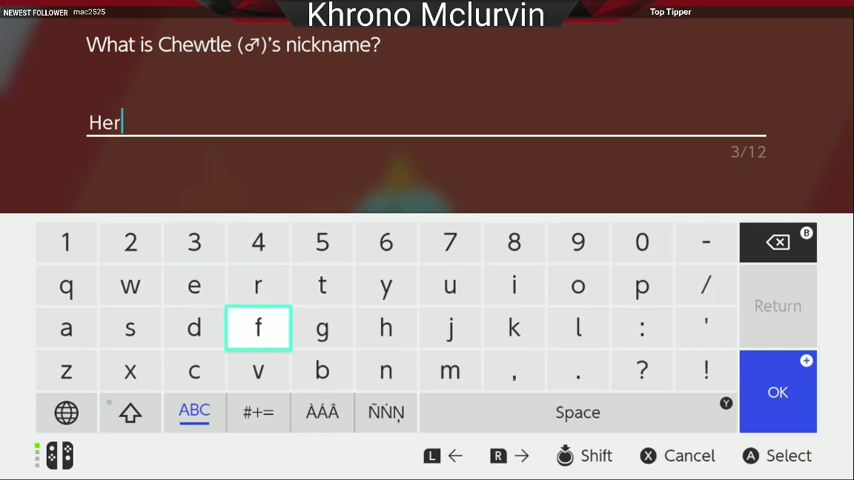 Khrono Mclurvin
NEWEST FOLLOWER mac2525
Top Tipper
What is Chewtle (♂)'s nickname?
Her
3/12
1 2 3 4 5 6 7 8 9 0 - B
q w e r t y u i o p / Return
a s d f g h j k l : '
z x c v b n m , . ? ! + OK
ABC #+= ÀÁÂ ÑŃŅ Space Y
L ← R → Shift X Cancel A Select